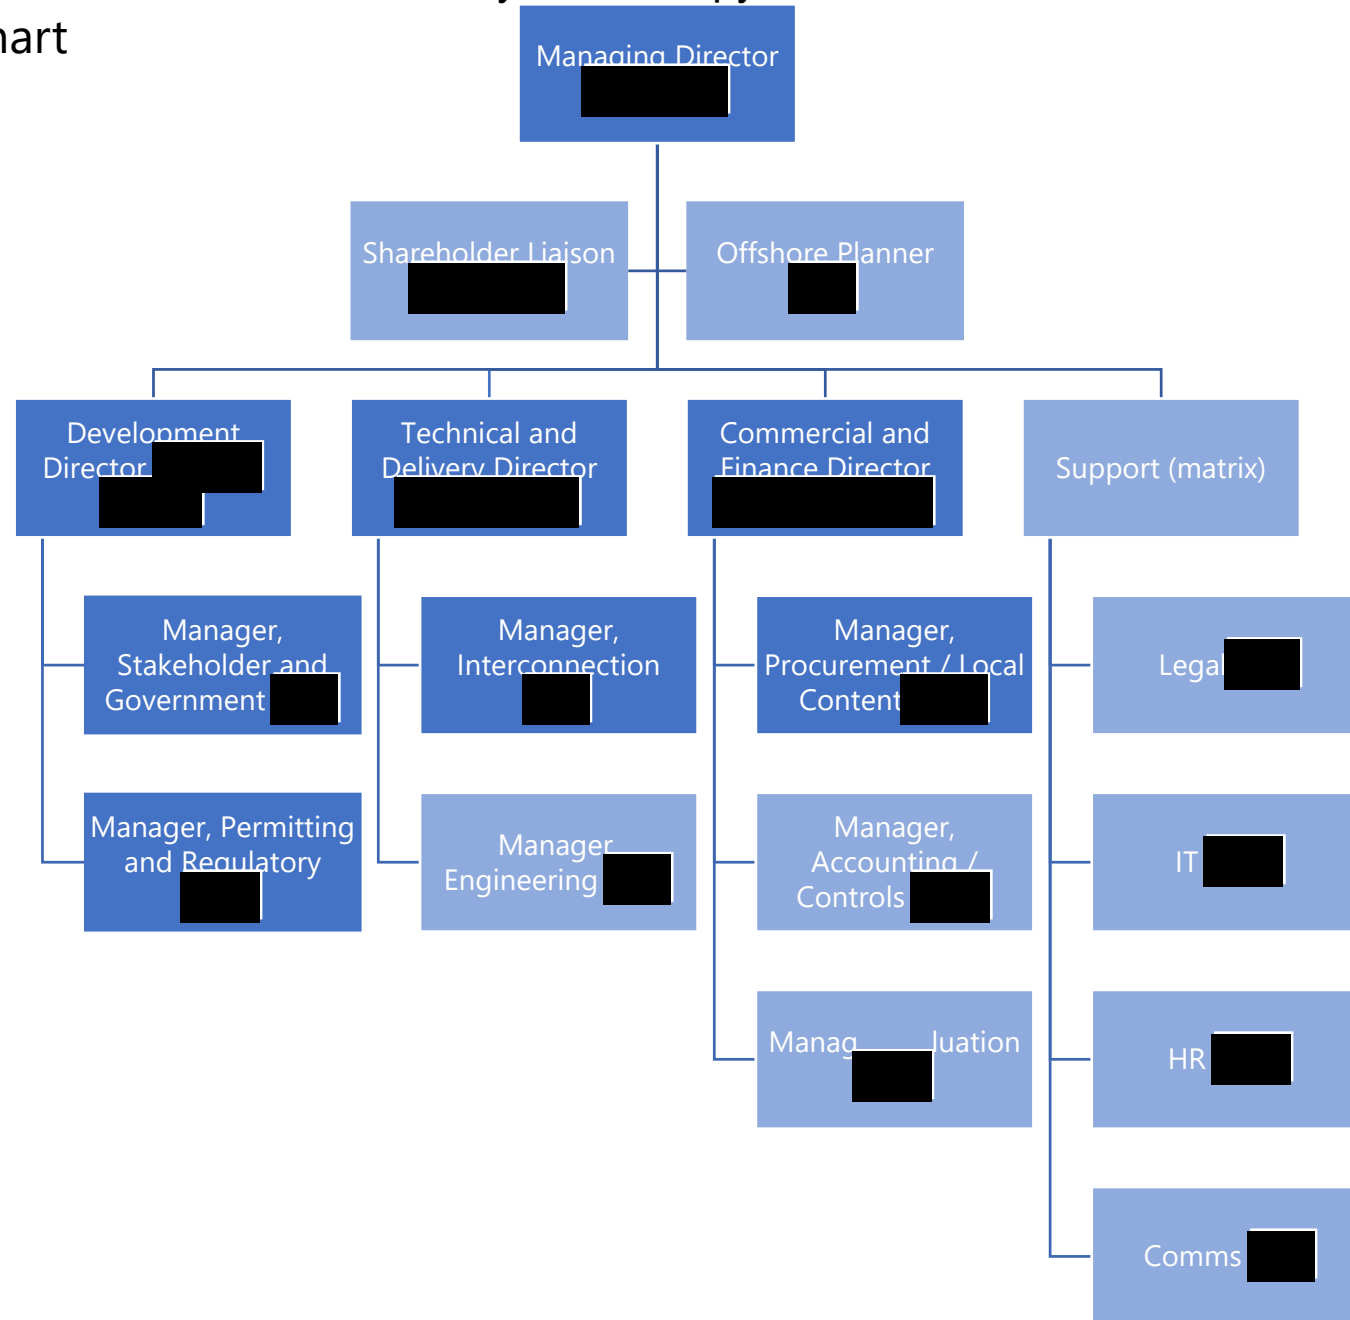 Managing Director
Shareholder Liaison
Offshore Planner
Development
Director
Technical and
Delivery Director
Commercial and
Finance Director
Support (matrix)
Manager,
Stakeholder and
Government
Manager,
Interconnection
Manager,
Procurement / Local
Content
Legal
Manager, Permitting
and Regulatory
Manager
Engineering
Manager,
Accounting /
Controls
IT
HR
Comms